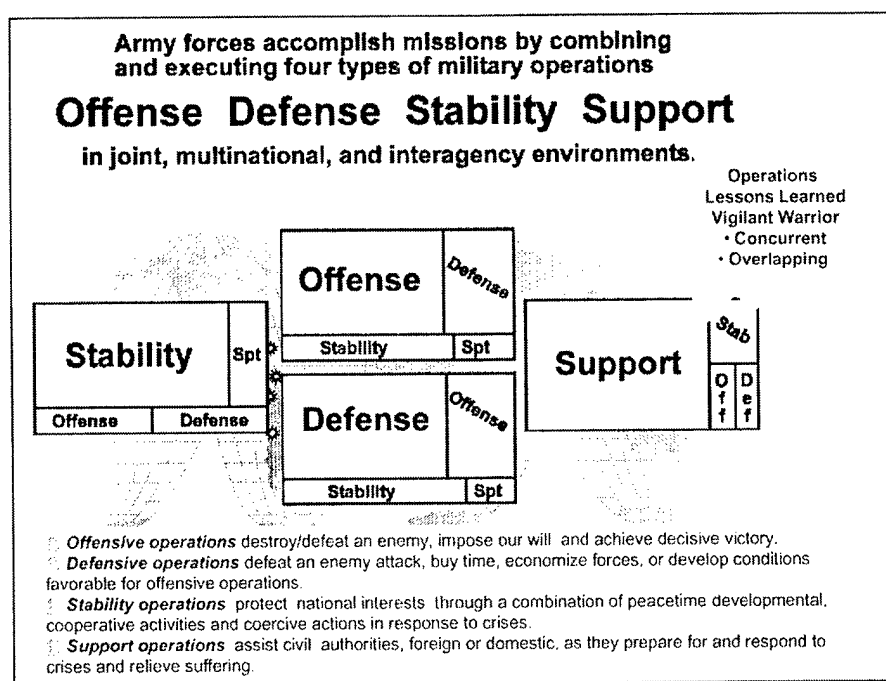 Army forces accomplish missions by combining
and executing four types of military operations
Offense Defense Stability Support
in joint, multinational, and interagency environments.
Operations
Lessons Learned
Vigilant Warrior
• Concurrent
• Overlapping
Stability
Spt
Offense
Defense
Offense
Defense
Stability
Spt
Defense
Offense
Stability
Spt
Support
Stab
Off
Def
Offensive operations destroy/defeat an enemy, impose our will and achieve decisive victory.
Defensive operations defeat an enemy attack, buy time, economize forces, or develop conditions
favorable for offensive operations.
Stability operations protect national interests through a combination of peacetime developmental,
cooperative activities and coercive actions in response to crises.
Support operations assist civil authorities, foreign or domestic, as they prepare for and respond to
crises and relieve suffering.